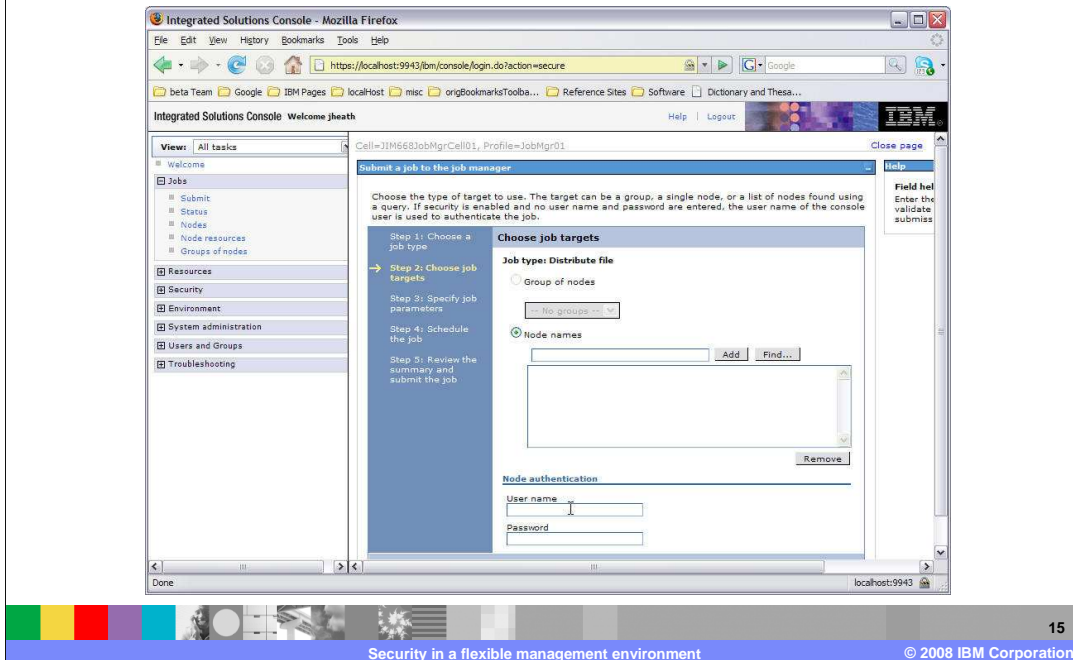 Integrated Solutions Console - Mozilla Firefox
File Edit View History Bookmarks Tools Help
https://localhost:9943/ibm/console/login.do?action=secure
Google
beta Team Google IBM Pages localHost misc origBookmarksToolba... Reference Sites Software Dictionary and Thesa...
Integrated Solutions Console Welcome jheath
Help | Logout
IBM
View: All tasks
Welcome
Jobs
Submit
Status
Nodes
Node resources
Groups of nodes
Resources
Security
Environment
System administration
Users and Groups
Troubleshooting
Cell=JIM668JobMgrCell01, Profile=JobMgr01
Close page
Submit a job to the job manager
Choose the type of target to use. The target can be a group, a single node, or a list of nodes found using
a query. If security is enabled and no user name and password are entered, the user name of the console
user is used to authenticate the job.
Step 1: Choose a
job type
Step 2: Choose job
targets
Step 3: Specify job
parameters
Step 4: Schedule
the job
Step 5: Review the
summary and
submit the job
Choose job targets
Job type: Distribute file
Group of nodes
-- No groups --
Node names
Add Find...
Remove
Node authentication
User name
Password
Help
Field hel
Enter the
validate
submiss
Done
localhost:9943
15
Security in a flexible management environment
© 2008 IBM Corporation